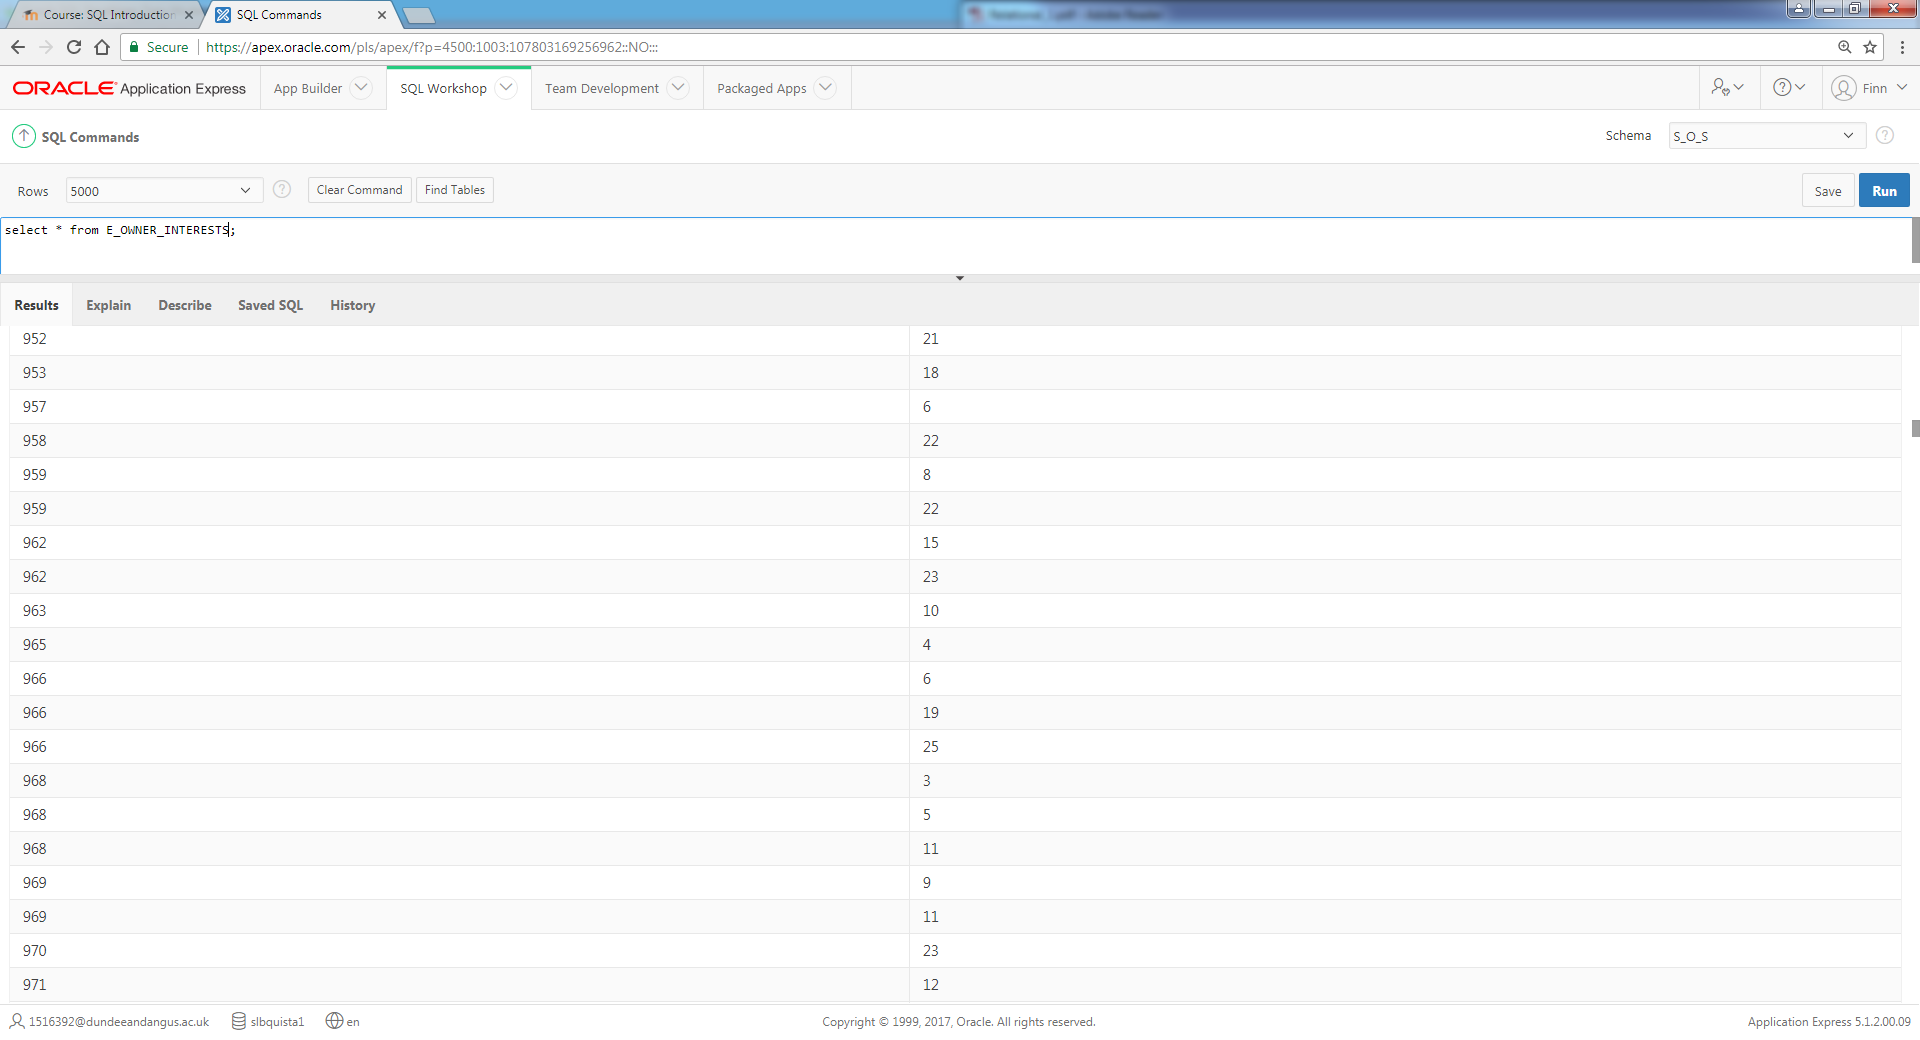 Course: SQL Introduction
SQL Commands
Secure
https://apex.oracle.com/pls/apex/f?p=4500:1003:107803169256962::NO:::
ORACLE Application Express
App Builder
SQL Workshop
Team Development
Packaged Apps
Finn
SQL Commands
Schema
S_O_S
Rows
5000
Clear Command
Find Tables
Save
Run
select * from E_OWNER_INTERESTS;
Results
Explain
Describe
Saved SQL
History
952 21
953 18
957 6
958 22
959 8
959 22
962 15
962 23
963 10
965 4
966 6
966 19
966 25
968 3
968 5
968 11
969 9
969 11
970 23
971 12
1516392@dundeeandangus.ac.uk
slbquista1
en
Copyright © 1999, 2017, Oracle. All rights reserved.
Application Express 5.1.2.00.09